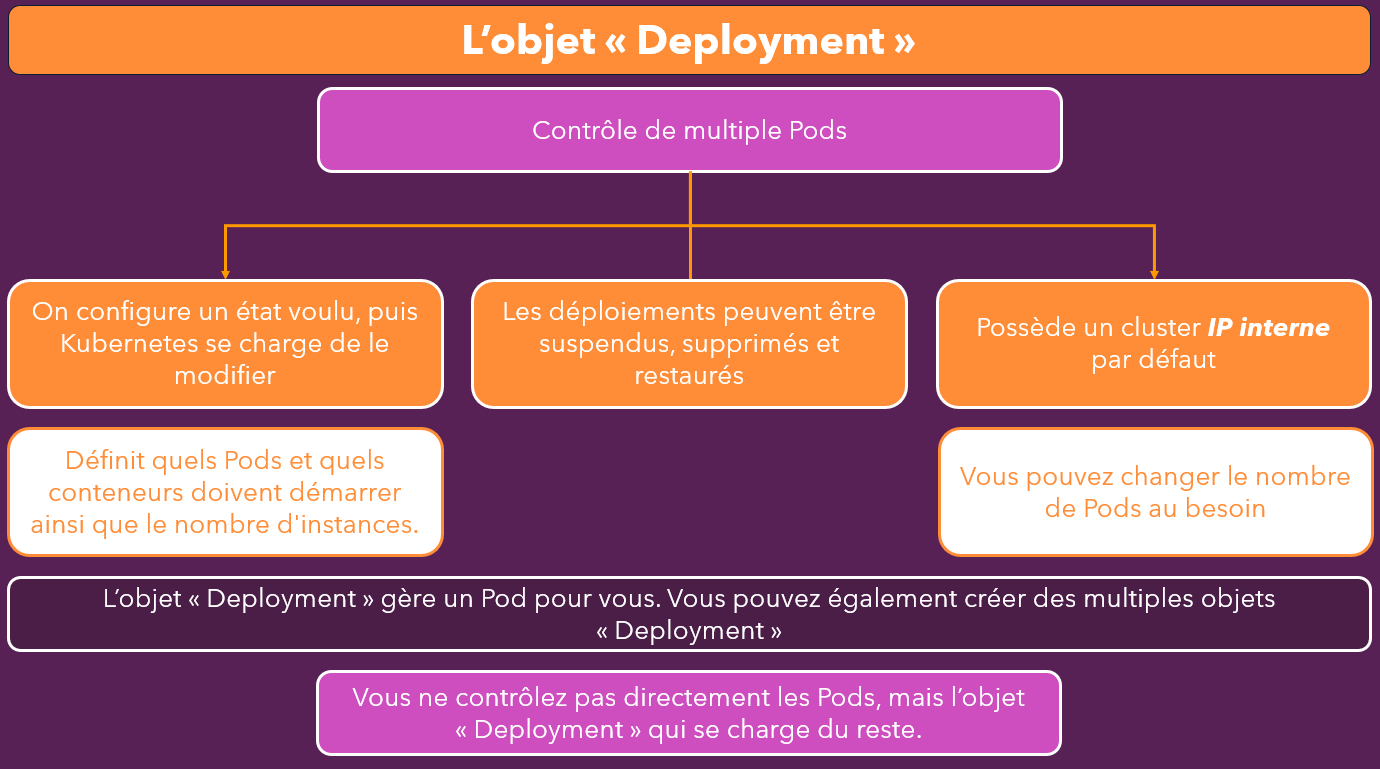 L’objet « Deployment »
Contrôle de multiple Pods
On configure un état voulu, puis
Kubernetes se charge de le
modifier
Les déploiements peuvent être
suspendus, supprimés et
restaurés
Possède un cluster IP interne
par défaut
Définit quels Pods et quels
conteneurs doivent démarrer
ainsi que le nombre d'instances.
Vous pouvez changer le nombre
de Pods au besoin
L’objet « Deployment » gère un Pod pour vous. Vous pouvez également créer des multiples objets
« Deployment »
Vous ne contrôlez pas directement les Pods, mais l’objet
« Deployment » qui se charge du reste.